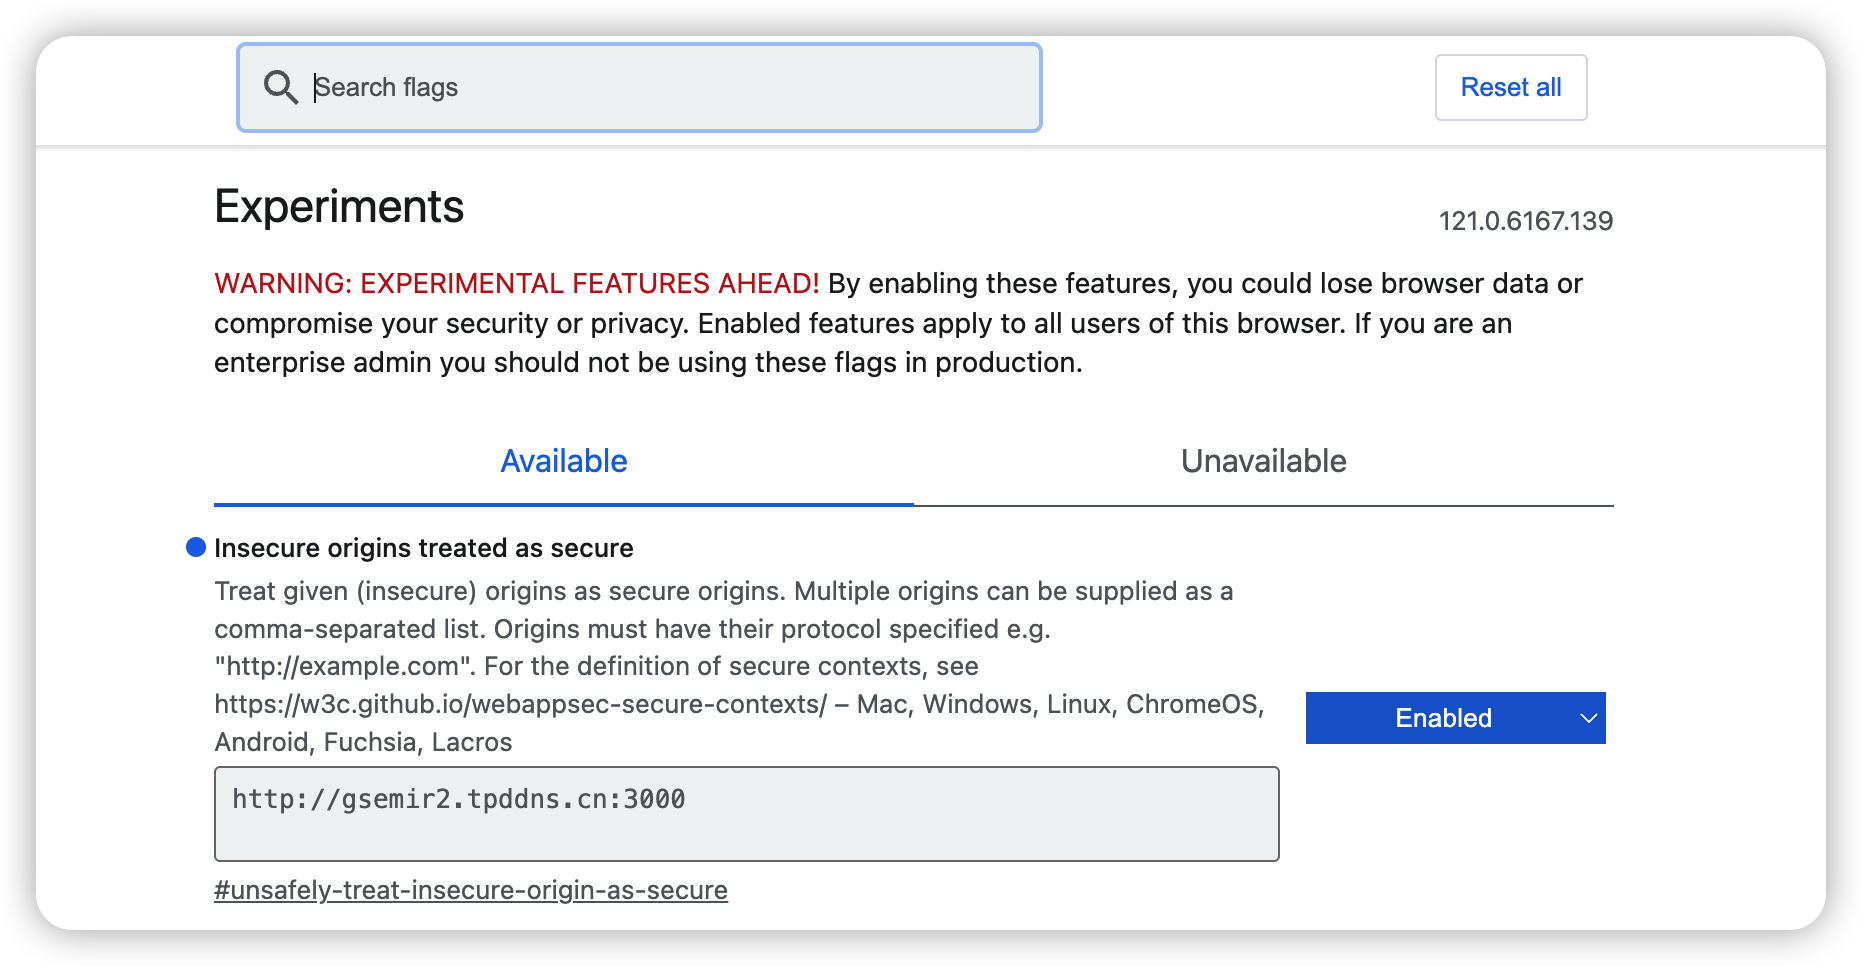 Search flags
Reset all
Experiments
121.0.6167.139
WARNING: EXPERIMENTAL FEATURES AHEAD! By enabling these features, you could lose browser data or
compromise your security or privacy. Enabled features apply to all users of this browser. If you are an
enterprise admin you should not be using these flags in production.
Available
Unavailable
Insecure origins treated as secure
Treat given (insecure) origins as secure origins. Multiple origins can be supplied as a
comma-separated list. Origins must have their protocol specified e.g.
"http://example.com". For the definition of secure contexts, see
https://w3c.github.io/webappsec-secure-contexts/ – Mac, Windows, Linux, ChromeOS,
Android, Fuchsia, Lacros
Enabled
http://gsemir2.tpddns.cn:3000
#unsafely-treat-insecure-origin-as-secure